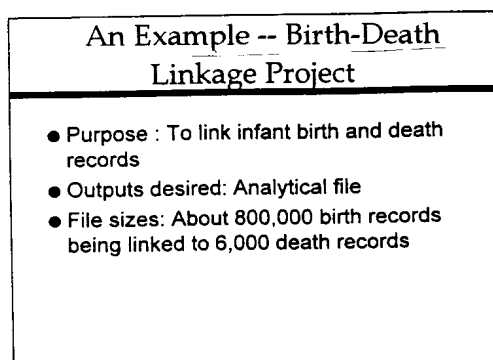 An Example -- Birth-Death
Linkage Project
● Purpose : To link infant birth and death
records
● Outputs desired: Analytical file
● File sizes: About 800,000 birth records
being linked to 6,000 death records